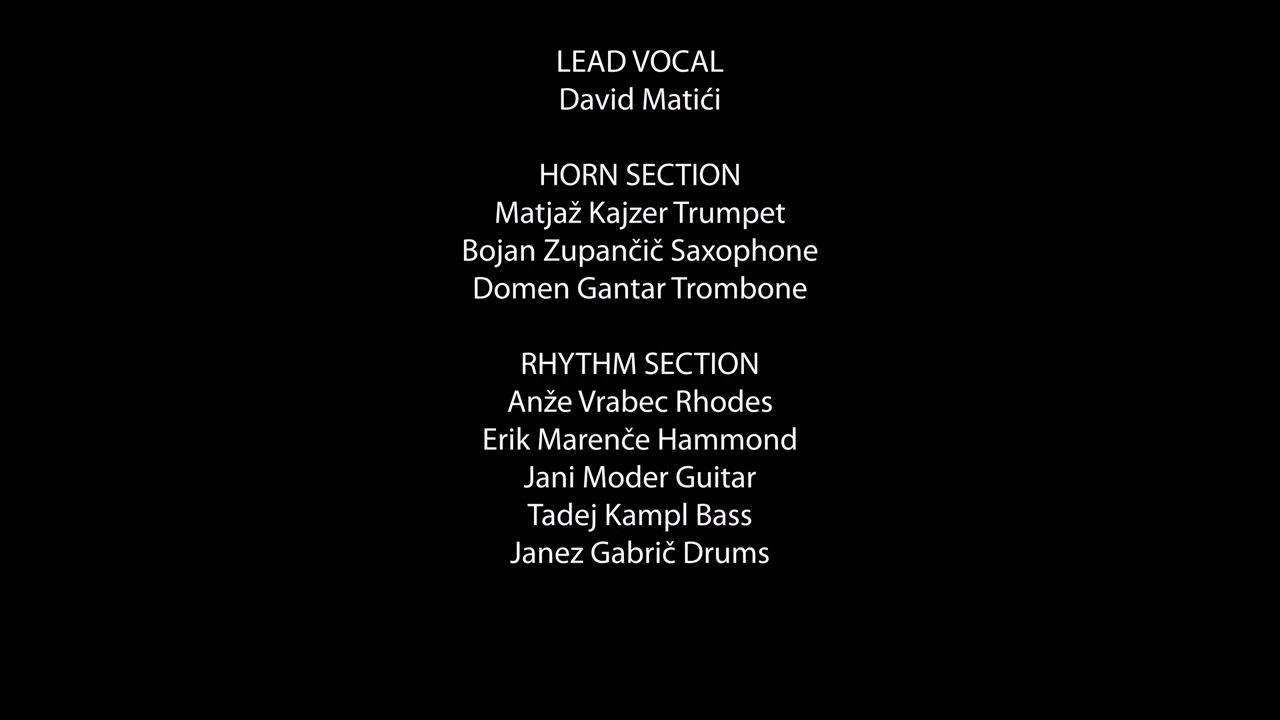 LEAD VOCAL
David Matići
HORN SECTION
Matjaž Kajzer Trumpet
Bojan Zupančič Saxophone
Domen Gantar Trombone
RHYTHM SECTION
Anže Vrabec Rhodes
Erik Marenče Hammond
Jani Moder Guitar
Tadej Kampl Bass
Janez Gabrič Drums